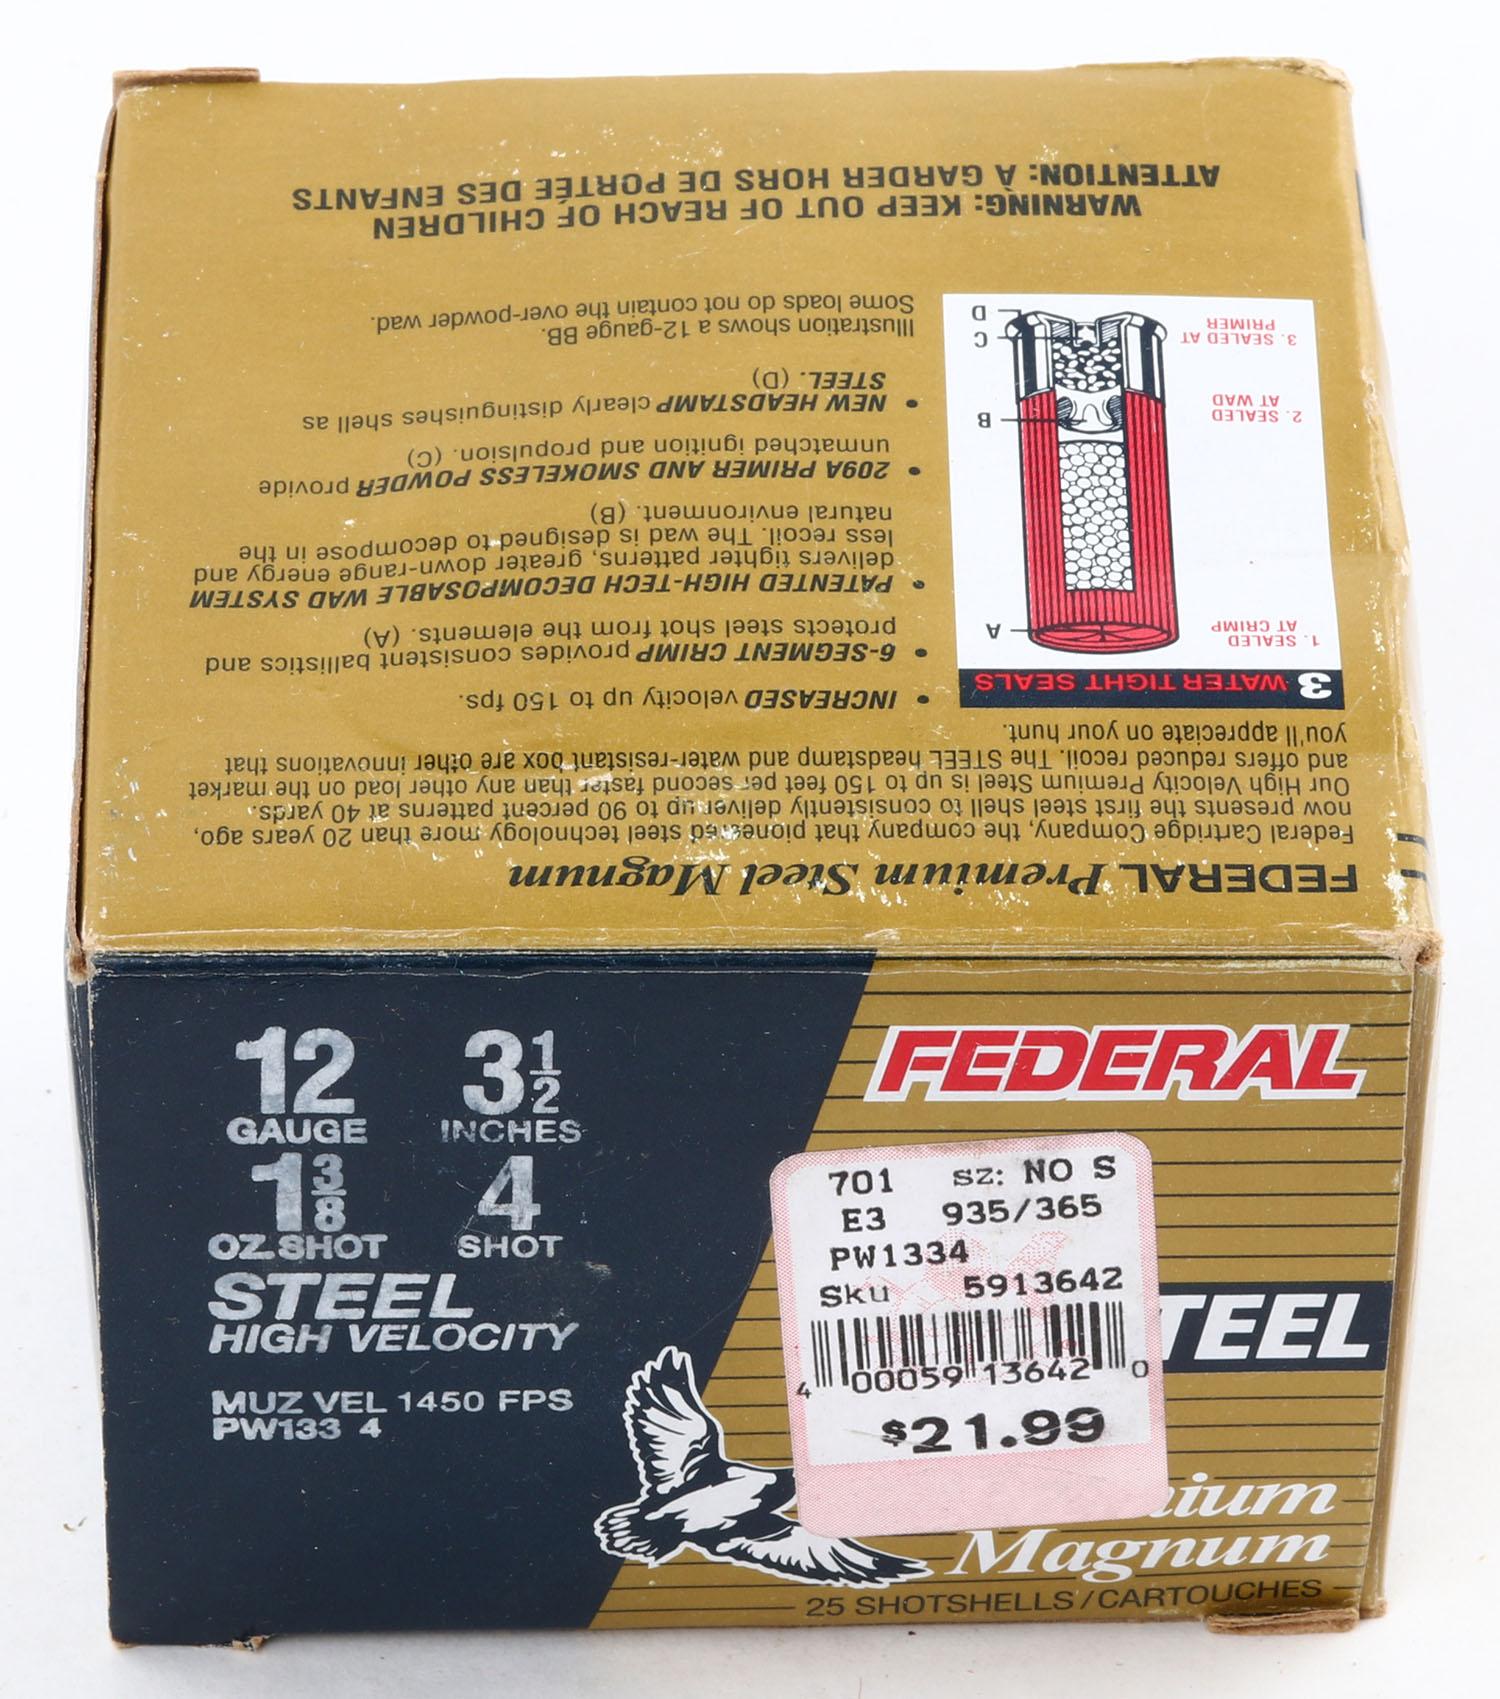 FEDERAL Premium Steel Magnum
Federal Cartridge Company, the company that pioneered steel technology more than 20 years ago,
now presents the first steel shell to consistently deliver up to 90 percent patterns at 40 yards.
Our High Velocity Premium Steel is up to 150 feet per second faster than any other load on the market
and offers reduced recoil. The STEEL headstamp and water-resistant box are other innovations that
you'll appreciate on your hunt.
3 WATER TIGHT SEALS
1. SEALED
AT CRIMP
A
2. SEALED
AT WAD
B
3. SEALED AT
PRIMER
C
D
• INCREASED velocity up to 150 fps.
• 6-SEGMENT CRIMP provides consistent ballistics and
protects steel shot from the elements. (A)
• PATENTED HIGH-TECH DECOMPOSABLE WAD SYSTEM
delivers tighter patterns, greater down-range energy and
less recoil. The wad is designed to decompose in the
natural environment. (B)
• 209A PRIMER AND SMOKELESS POWDER provide
unmatched ignition and propulsion. (C)
• NEW HEADSTAMP clearly distinguishes shell as
STEEL. (D)
Illustration shows a 12-gauge BB.
Some loads do not contain the over-powder wad.
WARNING: KEEP OUT OF REACH OF CHILDREN
ATTENTION: À GARDER HORS DE PORTÉE DES ENFANTS
12
GAUGE
3 1/2
INCHES
1 3/8
OZ. SHOT
4
SHOT
STEEL
HIGH VELOCITY
MUZ VEL 1450 FPS
PW133 4
FEDERAL
701 SZ: NO S
E3 935/365
PW1334
Sku 5913642
4 00059 13642 0
$21.99
TEEL
ium
Magnum
25 SHOTSHELLS/CARTOUCHES